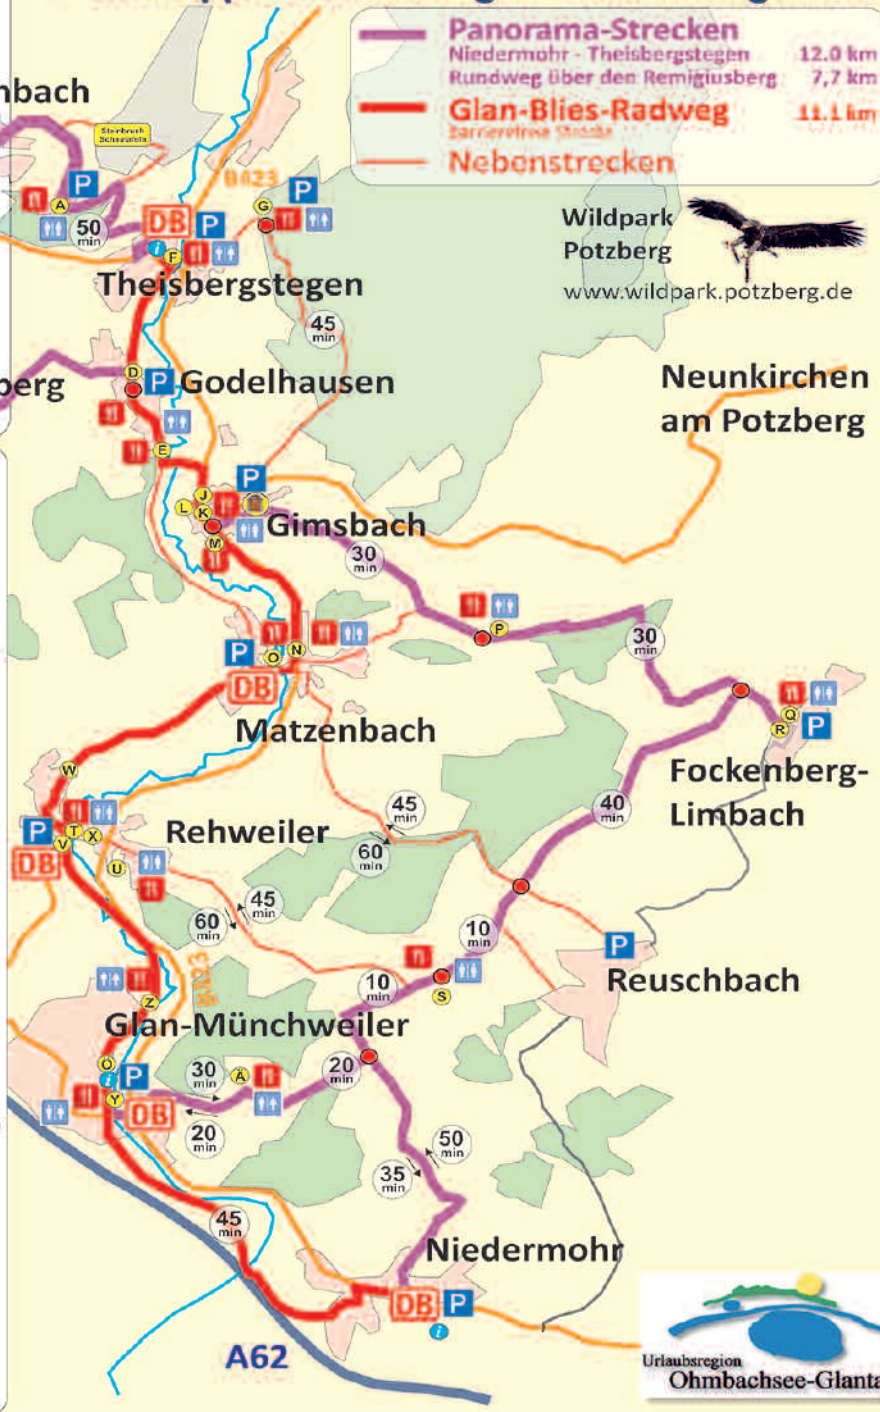 Panorama-Strecken
Niedermohr - Theisbergstegen 12.0 km
Rundweg über den Remigiusberg 7,7 km
Glan-Blies-Radweg 11.1 km
barrierefreie Strecke
Nebenstrecken
nbach
Steinbruch
B423
P
A
50
min
DB
P
i
F
G
P
Theisbergstegen
45
min
Wildpark
Potzberg
www.wildpark.potzberg.de
D
P
Godelhausen
berg
Neunkirchen
am Potzberg
E
P
J
L
K
M
Gimsbach
30
min
P
O
N
DB
P
30
min
Matzenbach
Q
R
P
Fockenberg-
Limbach
W
P
T
X
V
DB
U
Rehweiler
45
min
60
min
40
min
45
min
60
min
10
min
P
Reuschbach
B423
10
min
S
Z
Glan-Münchweiler
Ö
i
P
Y
DB
30
min
Ä
20
min
20
min
50
min
35
min
45
min
Niedermohr
DB
P
i
A62
Urlaubsregion
Ohmbachsee-Glanta